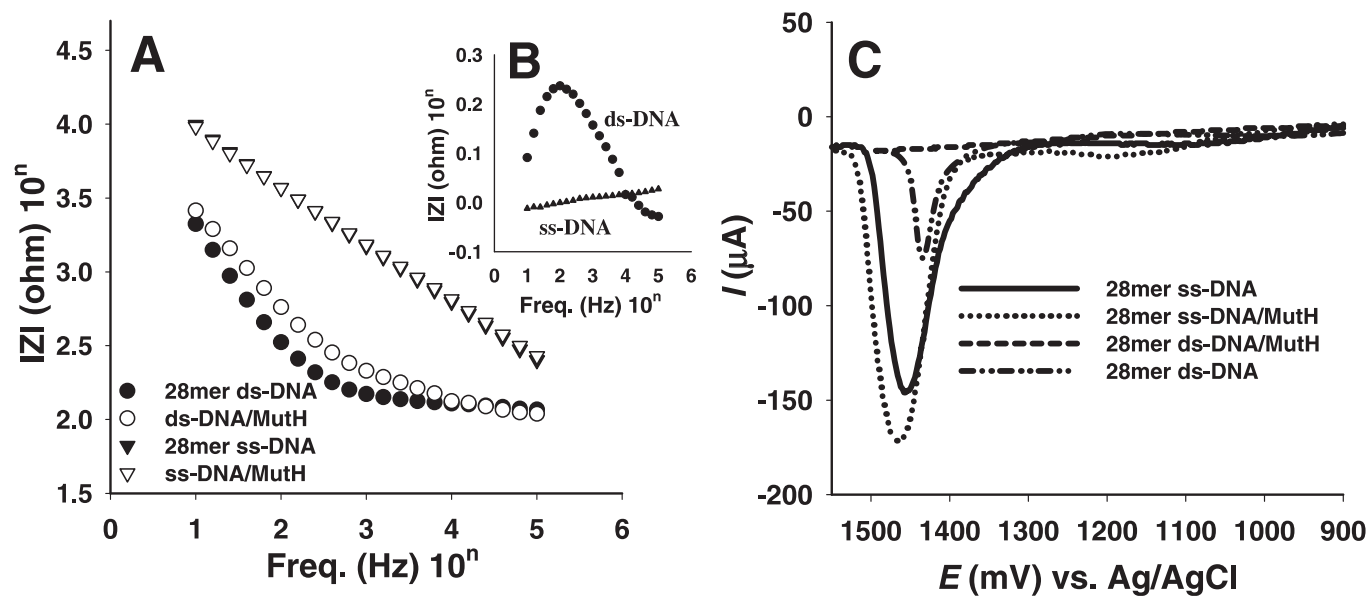 A
4.5
4.0
3.5
3.0
2.5
2.0
1.5
IZI (ohm) 10ⁿ
0
1
2
3
4
5
6
Freq. (Hz) 10ⁿ
28mer ds-DNA
ds-DNA/MutH
28mer ss-DNA
ss-DNA/MutH
B
0.3
0.2
0.1
0.0
-0.1
IZI (ohm) 10ⁿ
0
1
2
3
4
5
6
Freq. (Hz) 10ⁿ
ds-DNA
ss-DNA
C
50
0
-50
-100
-150
-200
I (μA)
1500
1400
1300
1200
1100
1000
900
E (mV) vs. Ag/AgCl
28mer ss-DNA
28mer ss-DNA/MutH
28mer ds-DNA/MutH
28mer ds-DNA